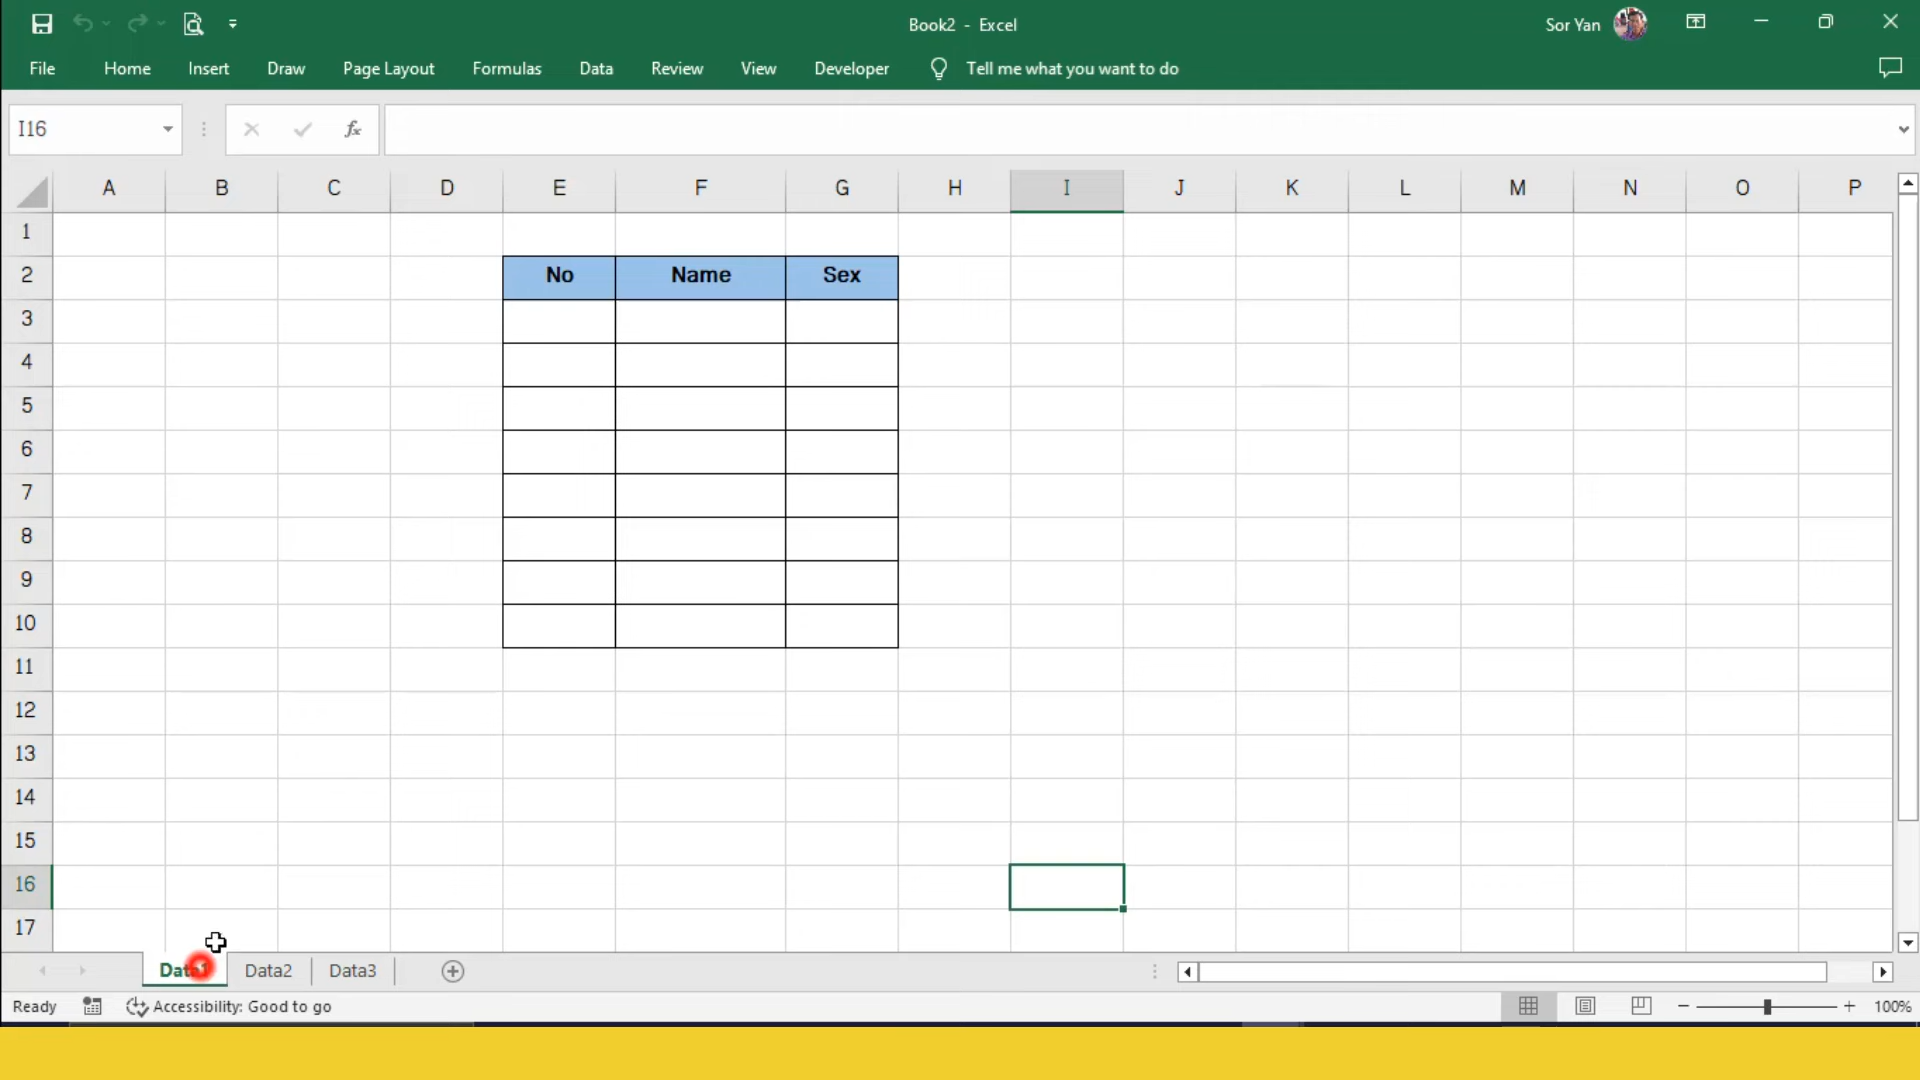 Book2 - Excel
Sor Yan
File Home Insert Draw Page Layout Formulas Data Review View Developer Tell me what you want to do
I16 fx
A B C D E F G H I J K L M N O P
1
2 No Name Sex
3
4
5
6
7
8
9
10
11
12
13
14
15
16
17
Data1 Data2 Data3
Ready Accessibility: Good to go 100%